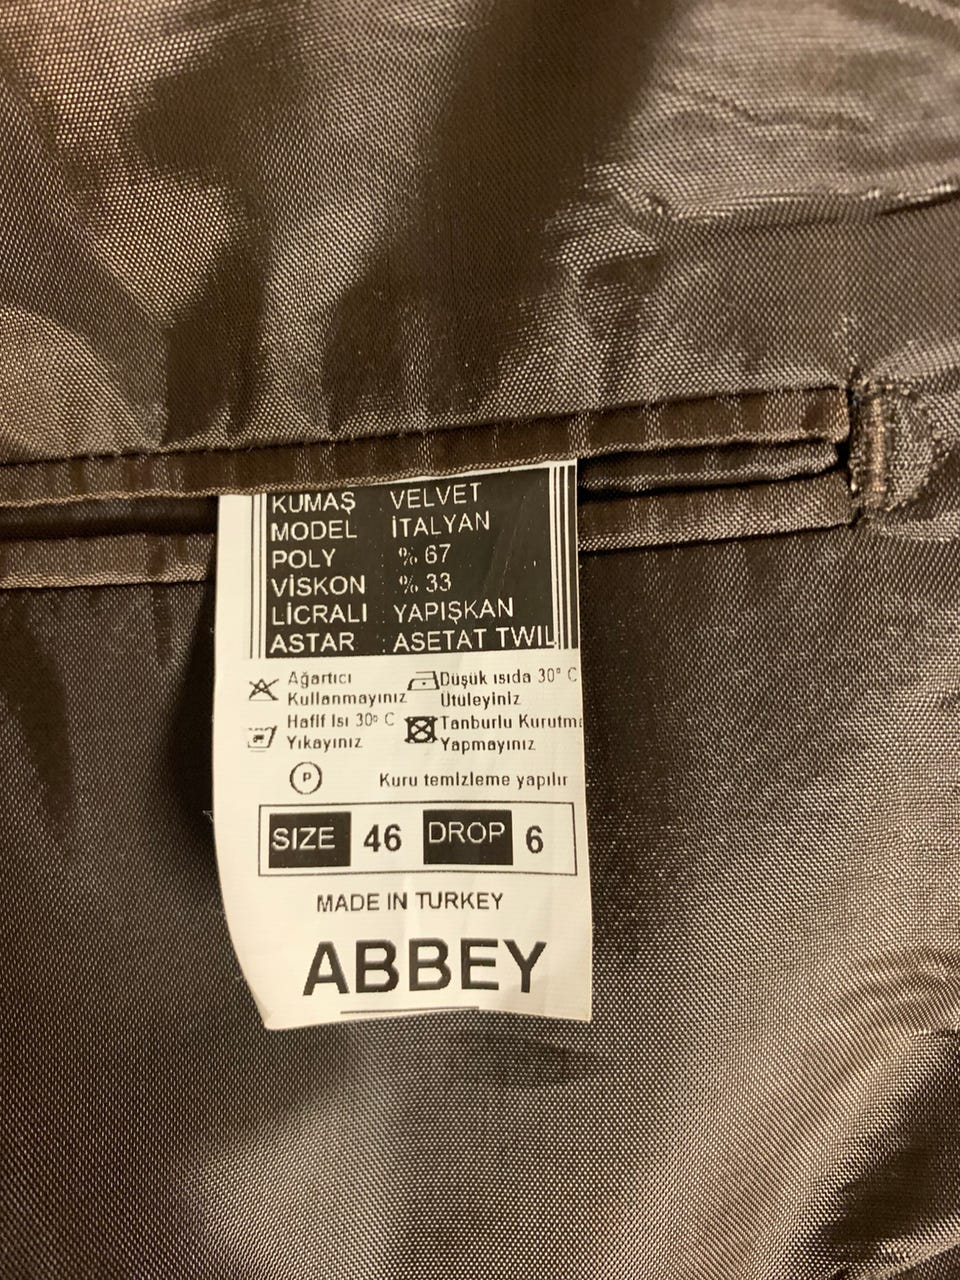 KUMAŞ : VELVET
MODEL İTALYAN
POLY : % 67
VİSKON : % 33
LİCRALI : YAPIŞKAN
ASTAR : ASETAT TWIL
Ağartıcı Kullanmayınız
Düşük ısıda 30° C Ütüleyiniz
Hafif Isı 30° C Yıkayınız
Tanburlu Kurutma Yapmayınız
P Kuru temizleme yapılır
SIZE 46 DROP 6
MADE IN TURKEY
ABBEY